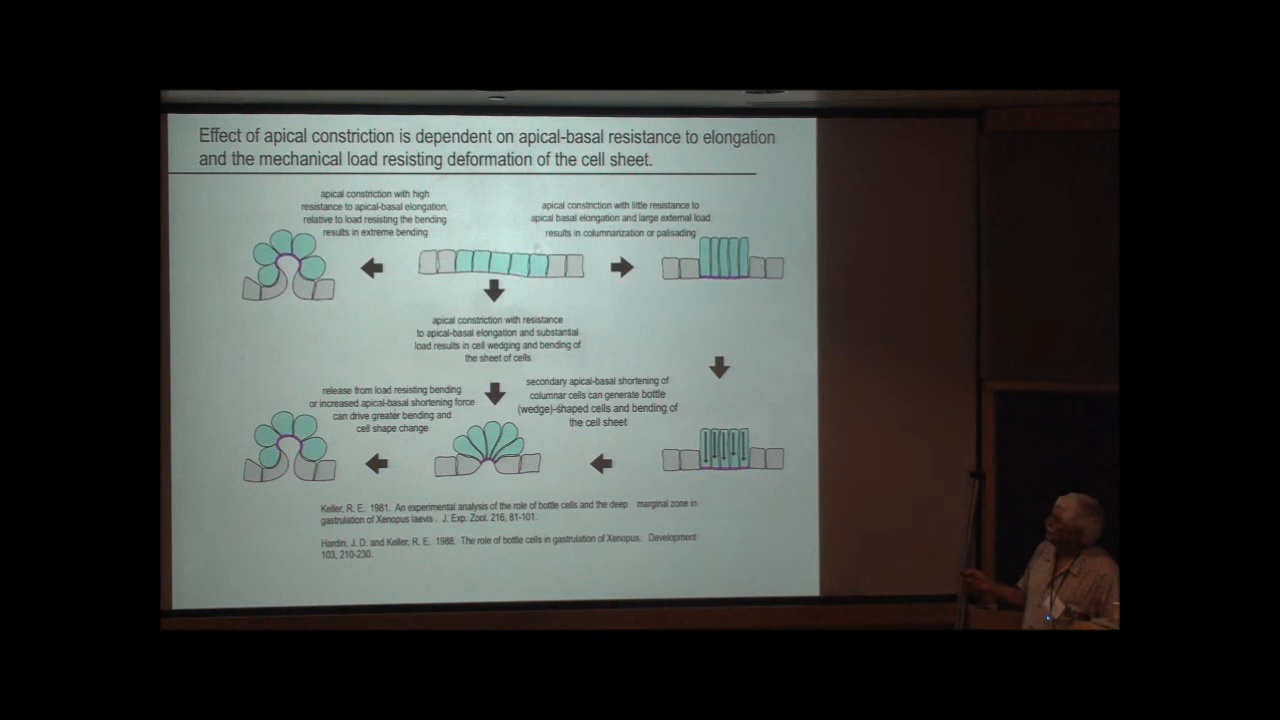 Effect of apical constriction is dependent on apical-basal resistance to elongation
and the mechanical load resisting deformation of the cell sheet.
apical constriction with high
resistance to apical-basal elongation,
relative to load resisting the bending
results in extreme bending
apical constriction with little resistance to
apical basal elongation and large external load
results in columnarization or palisading
apical constriction with resistance
to apical-basal elongation and substantial
load results in cell wedging and bending of
the sheet of cells
release from load resisting bending
or increased apical-basal shortening force
can drive greater bending and
cell shape change
secondary apical-basal shortening of
columnar cells can generate bottle
(wedge)-shaped cells and bending of
the cell sheet
Keller, R. E. 1981. An experimental analysis of the role of bottle cells and the deep marginal zone in
gastrulation of Xenopus laevis . J. Exp. Zool. 216, 81-101.
Hardin, J. D. and Keller, R. E. 1988. The role of bottle cells in gastrulation of Xenopus. Development
103, 210-230.